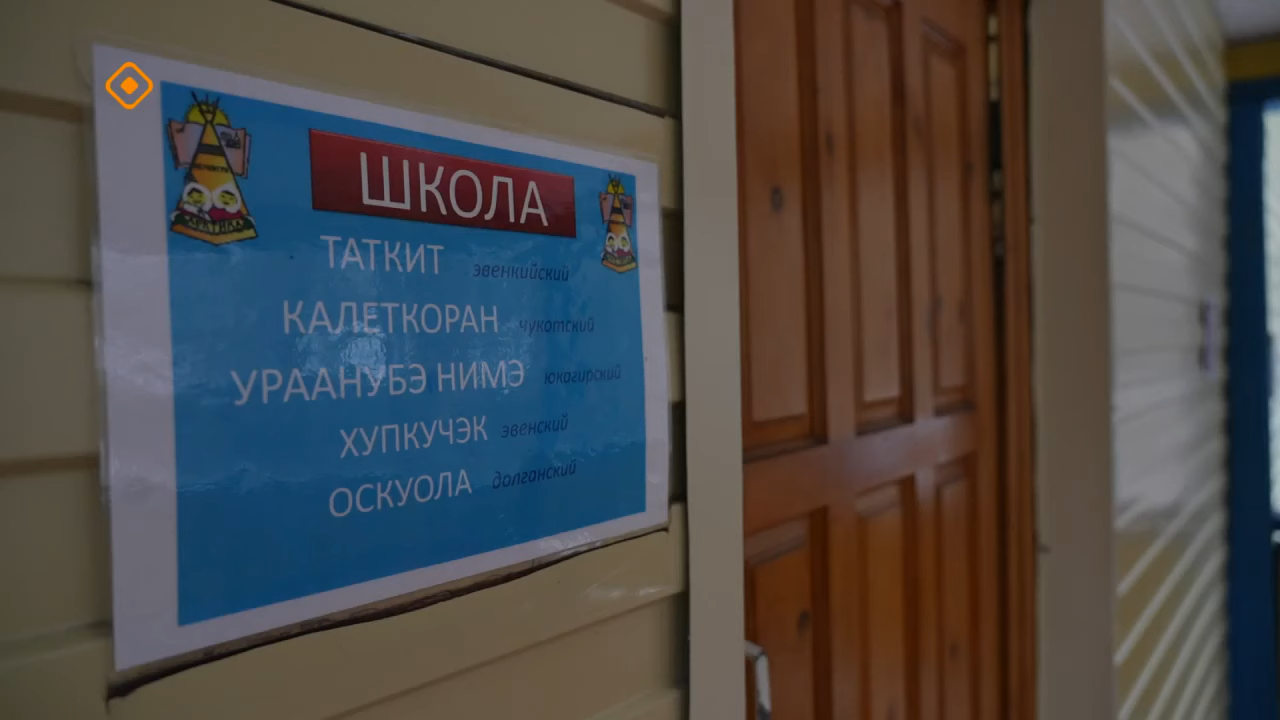 ШКОЛА
ТАТКИТ эвенкийский
КАЛЕТКОРАН чукотский
УРААНУБЭ НИМЭ юкагирский
ХУПКУЧЭК эвенский
ОСКУОЛА долганский